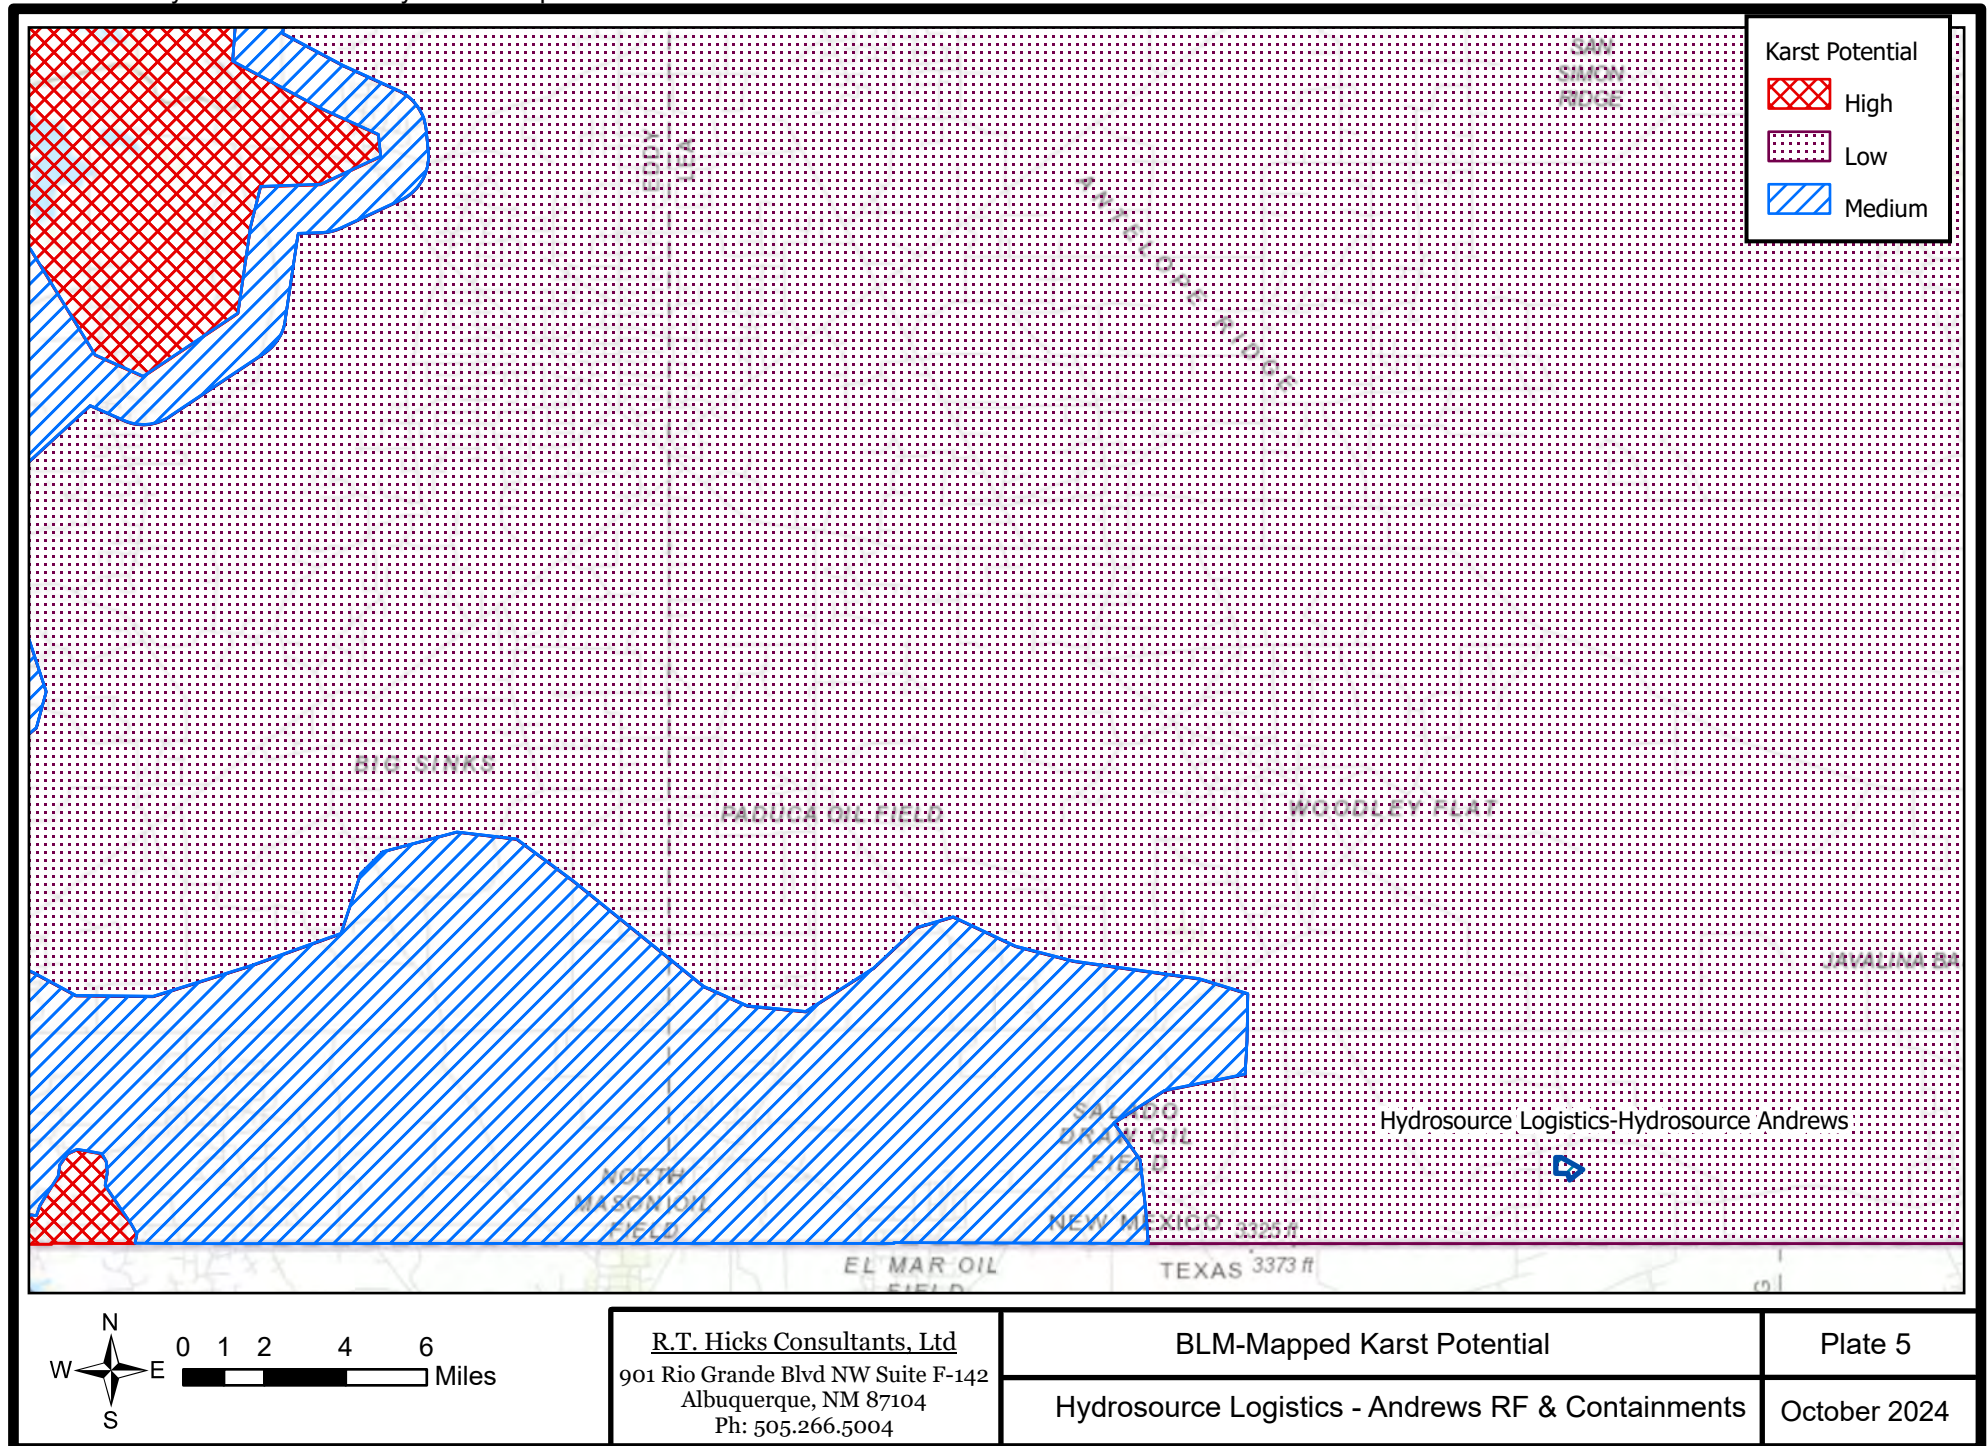 SAN
SIMON
RIDGE
Karst Potential
High
Low
Medium
EDDY
LEA
ANTELOPE RIDGE
BIG SINKS
PADUCA OIL FIELD
WOODLEY FLAT
JAVALINA BA
SALADO
DRAW OIL
FIELD
Hydrosource Logistics-Hydrosource Andrews
NORTH
MASON OIL
FIELD
NEW MEXICO
3325 ft
EL MAR OIL
FIELD
TEXAS
3373 ft
N
W E
S
0 1 2 4 6
Miles
R.T. Hicks Consultants, Ltd
901 Rio Grande Blvd NW Suite F-142
Albuquerque, NM 87104
Ph: 505.266.5004
BLM-Mapped Karst Potential
Plate 5
Hydrosource Logistics - Andrews RF & Containments
October 2024